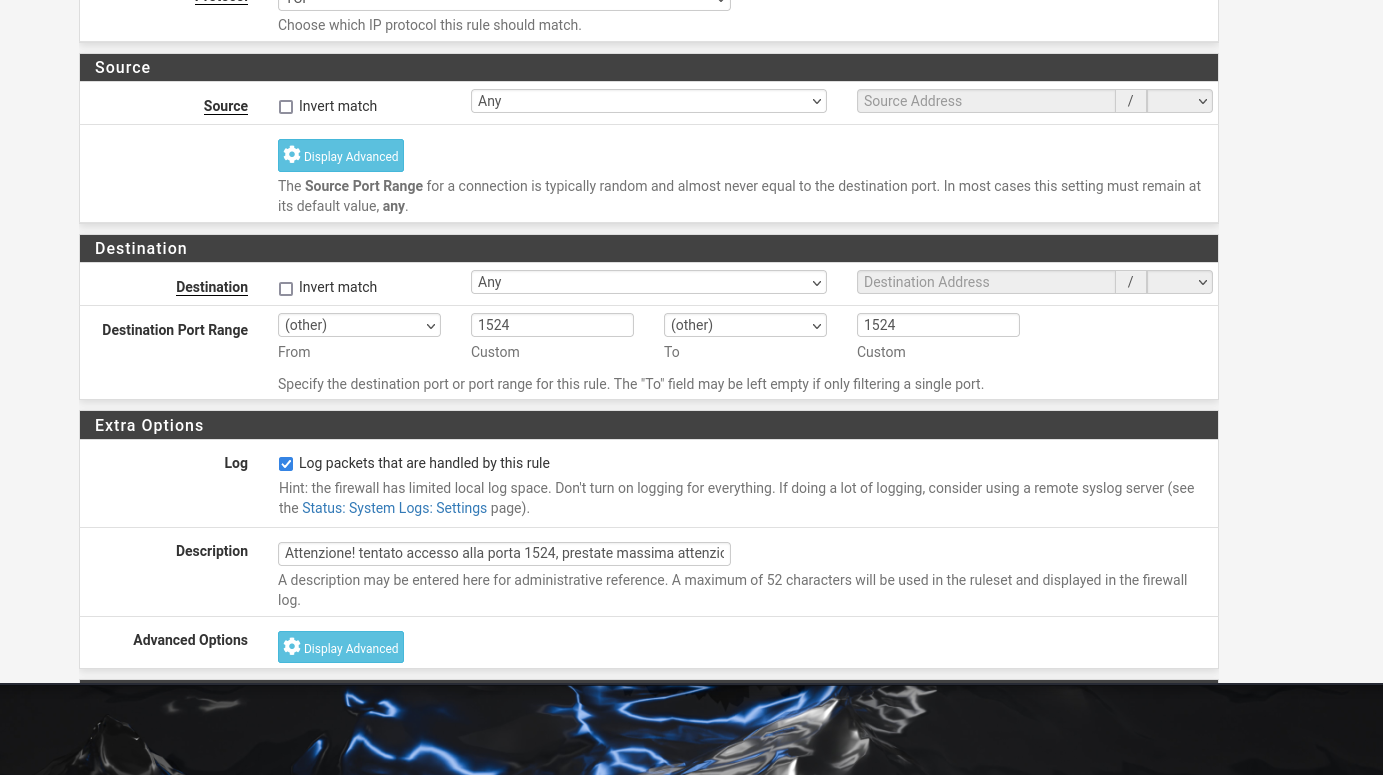 Choose which IP protocol this rule should match.
Source
Source Invert match Any Source Address /
Display Advanced
The Source Port Range for a connection is typically random and almost never equal to the destination port. In most cases this setting must remain at
its default value, any.
Destination
Destination Invert match Any Destination Address /
Destination Port Range (other) 1524 (other) 1524
From Custom To Custom
Specify the destination port or port range for this rule. The "To" field may be left empty if only filtering a single port.
Extra Options
Log Log packets that are handled by this rule
Hint: the firewall has limited local log space. Don't turn on logging for everything. If doing a lot of logging, consider using a remote syslog server (see
the Status: System Logs: Settings page).
Description Attenzione! tentato accesso alla porta 1524, prestate massima attenzic
A description may be entered here for administrative reference. A maximum of 52 characters will be used in the ruleset and displayed in the firewall
log.
Advanced Options Display Advanced